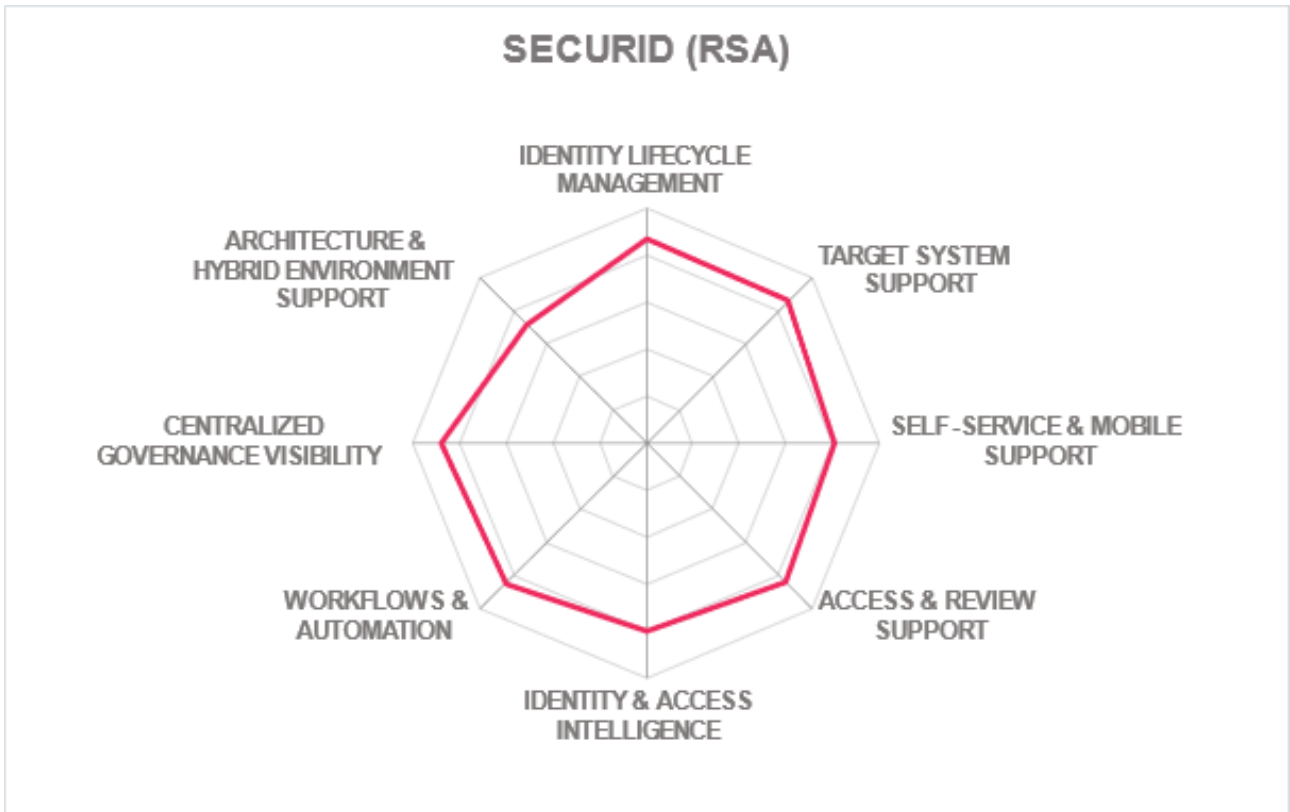 SECURID (RSA)
IDENTITY LIFECYCLE
MANAGEMENT
TARGET SYSTEM
SUPPORT
SELF-SERVICE & MOBILE
SUPPORT
ACCESS & REVIEW
SUPPORT
IDENTITY & ACCESS
INTELLIGENCE
WORKFLOWS &
AUTOMATION
CENTRALIZED
GOVERNANCE VISIBILITY
ARCHITECTURE &
HYBRID ENVIRONMENT
SUPPORT